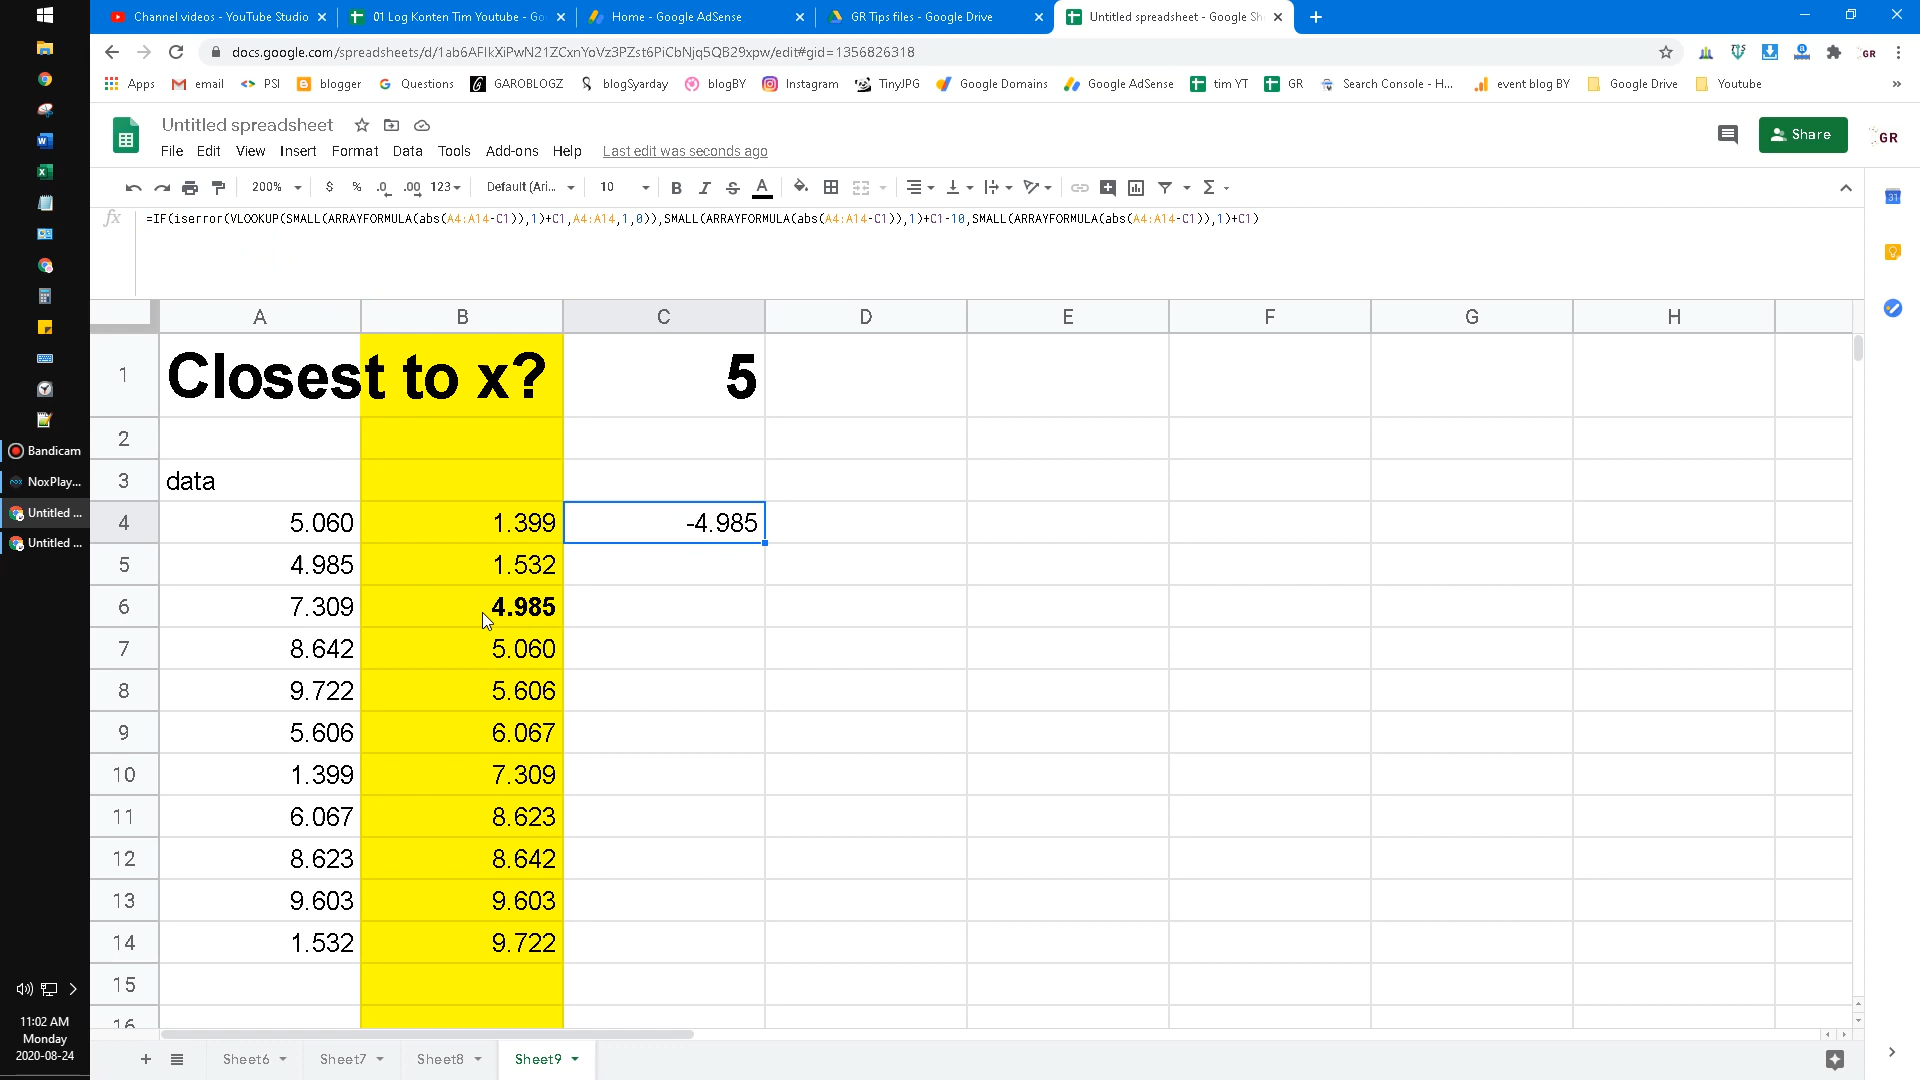 Channel videos - YouTube Studio
01 Log Konten Tim Youtube - Go
Home - Google AdSense
GR Tips files - Google Drive
Untitled spreadsheet - Google Sh
docs.google.com/spreadsheets/d/1ab6AFIkXiPwN21ZCxnYoVz3PZst6PiCbNjq5QB29xpw/edit#gid=1356826318
Apps email PSI blogger Questions GAROBLOGZ blogSyarday blogBY Instagram TinyJPG Google Domains Google AdSense tim YT GR Search Console - H... event blog BY Google Drive Youtube
Untitled spreadsheet
File Edit View Insert Format Data Tools Add-ons Help Last edit was seconds ago
Share
GR
200% $ % .0 .00 123 Default (Ari... 10
fx =IF(iserror(VLOOKUP(SMALL(ARRAYFORMULA(abs(A4:A14-C1)),1)+C1,A4:A14,1,0)),SMALL(ARRAYFORMULA(abs(A4:A14-C1)),1)+C1-10,SMALL(ARRAYFORMULA(abs(A4:A14-C1)),1)+C1)
A B C D E F G H
1 Closest to x? 5
2
3 data
4 5.060 1.399 -4.985
5 4.985 1.532
6 7.309 4.985
7 8.642 5.060
8 9.722 5.606
9 5.606 6.067
10 1.399 7.309
11 6.067 8.623
12 8.623 8.642
13 9.603 9.603
14 1.532 9.722
15
16
Sheet6 Sheet7 Sheet8 Sheet9
Bandicam
NoxPlay...
Untitled ...
Untitled ...
11:02 AM
Monday
2020-08-24